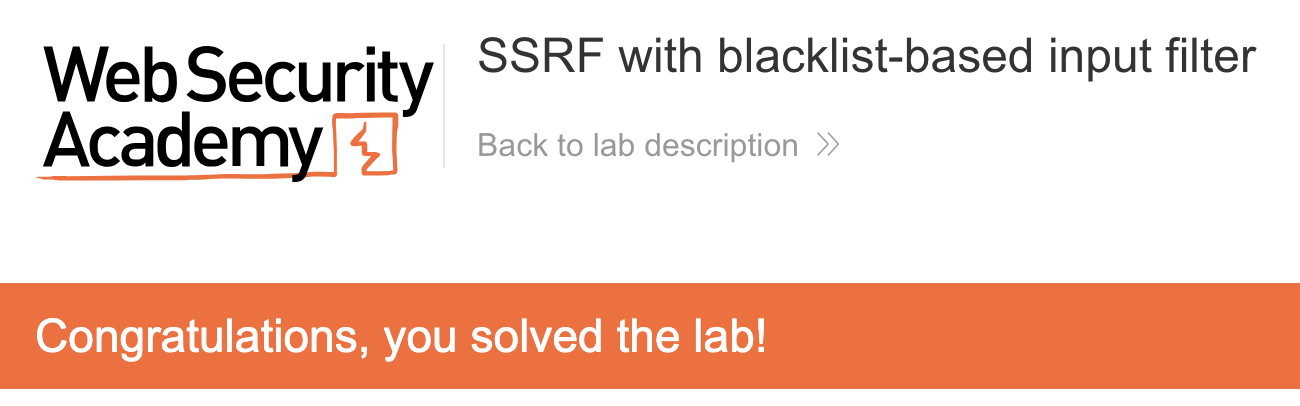 Web Security
Academy
SSRF with blacklist-based input filter
Back to lab description
Congratulations, you solved the lab!